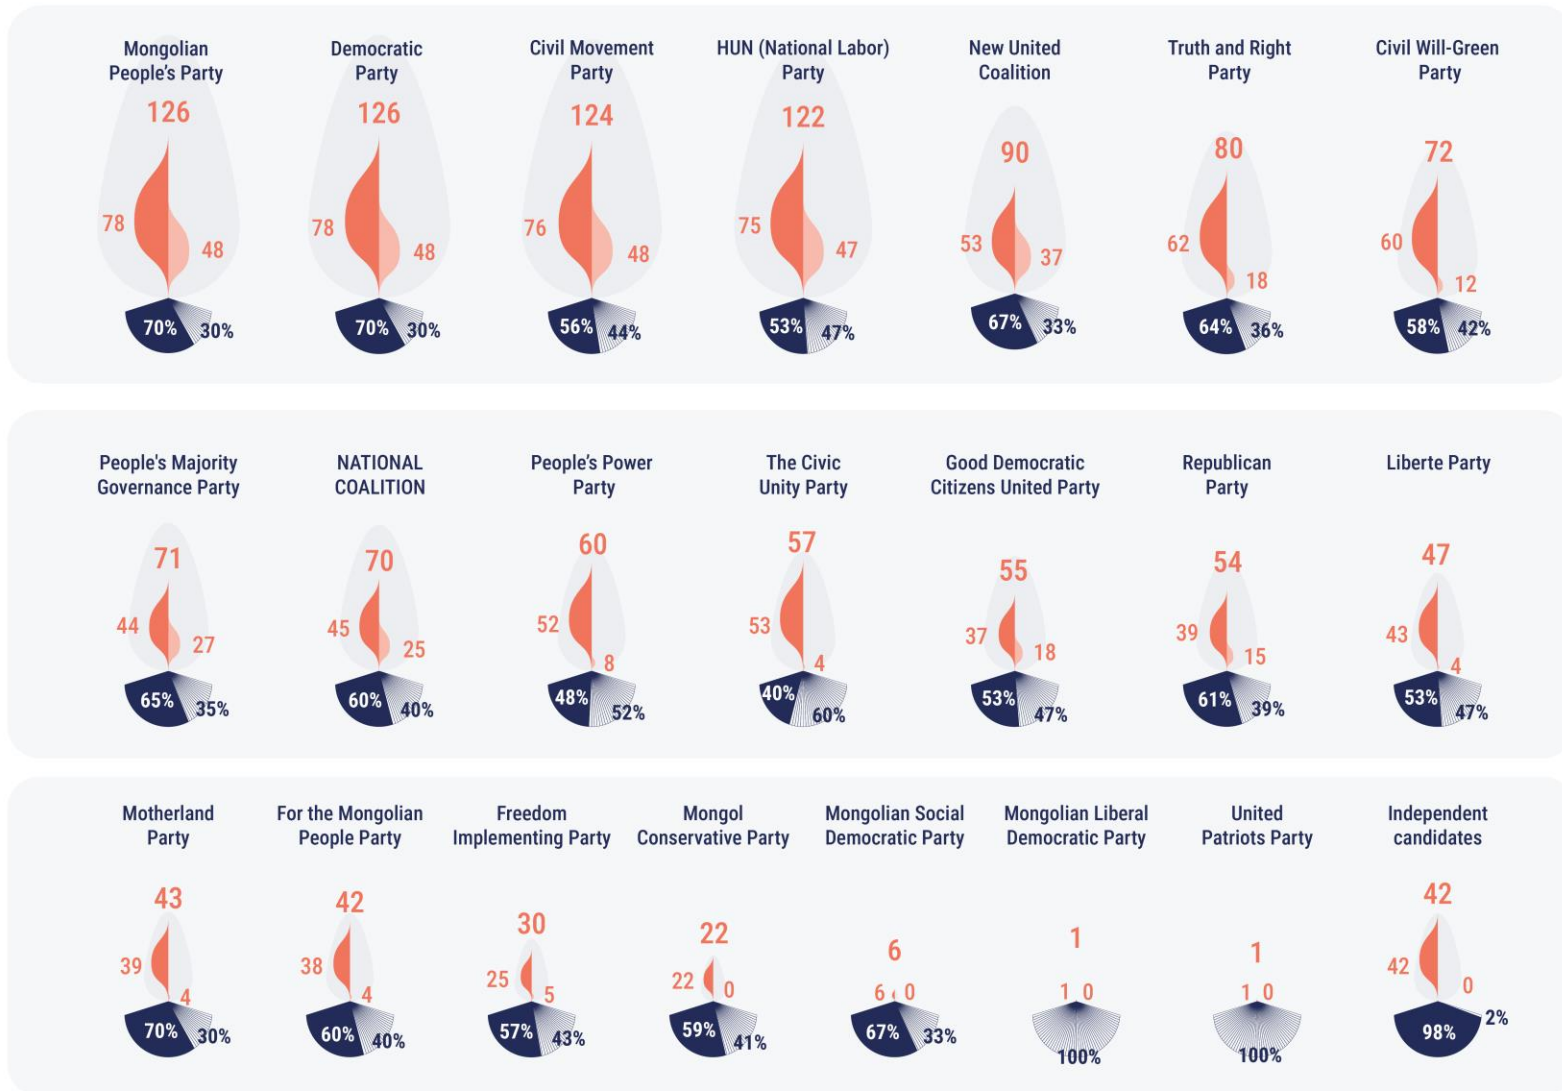 Mongolian
People's Party
126
78
48
70%
30%
Democratic
Party
126
78
48
70%
30%
Civil Movement
Party
124
76
48
56%
44%
HUN (National Labor)
Party
122
75
47
53%
47%
New United
Coalition
90
53
37
67%
33%
Truth and Right
Party
80
62
18
64%
36%
Civil Will-Green
Party
72
60
12
58%
42%
People's Majority
Governance Party
71
44
27
65%
35%
NATIONAL
COALITION
70
45
25
60%
40%
People's Power
Party
60
52
8
48%
52%
The Civic
Unity Party
57
53
4
40%
60%
Good Democratic
Citizens United Party
55
37
18
53%
47%
Republican
Party
54
39
15
61%
39%
Liberte Party
47
43
4
53%
47%
Motherland
Party
43
39
4
70%
30%
For the Mongolian
People Party
42
38
4
60%
40%
Freedom
Implementing Party
30
25
5
57%
43%
Mongol
Conservative Party
22
22
0
59%
41%
Mongolian Social
Democratic Party
6
6
0
67%
33%
Mongolian Liberal
Democratic Party
1
1
0
100%
United
Patriots Party
1
1
0
100%
Independent
candidates
42
42
0
98%
2%